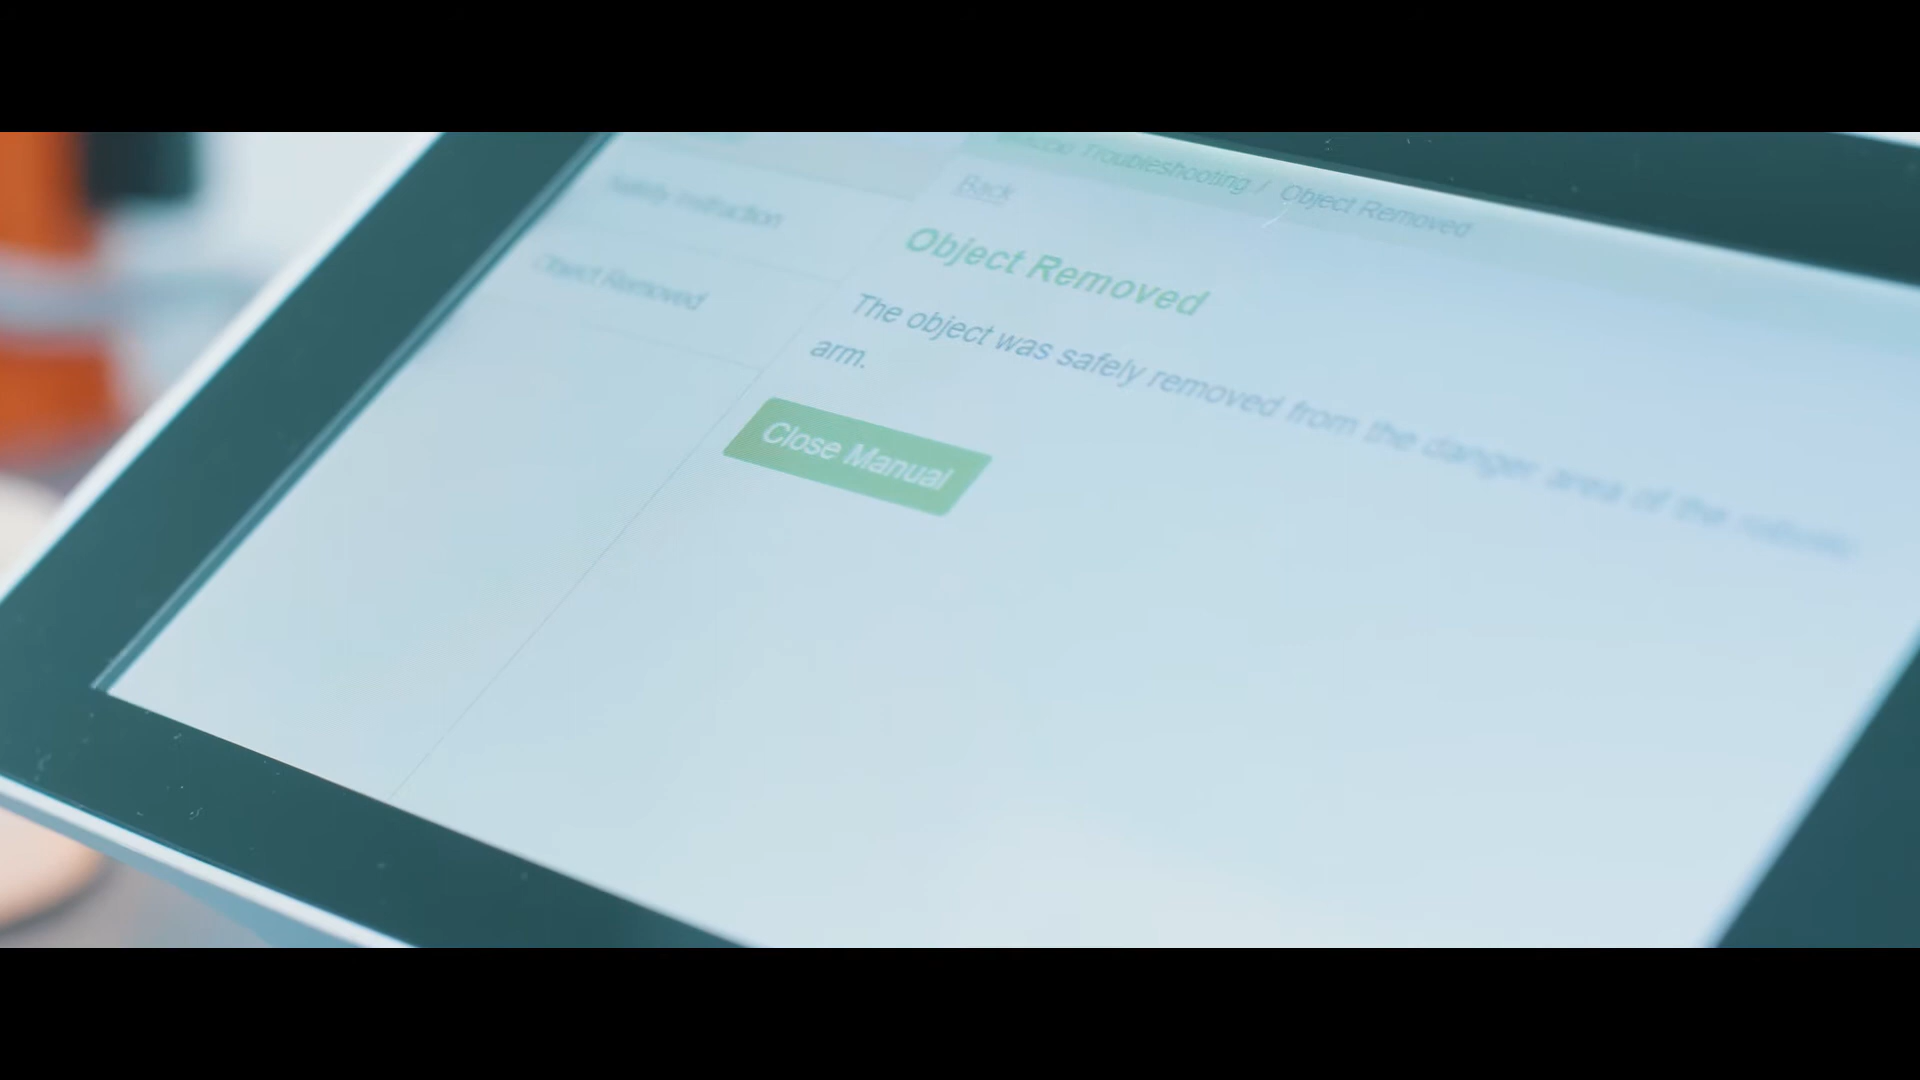 Troubleshooting / Object Removed
Back
Safety Instruction
Object Removed
Object Removed
The object was safely removed from the danger area of the robotic
arm.
Close Manual